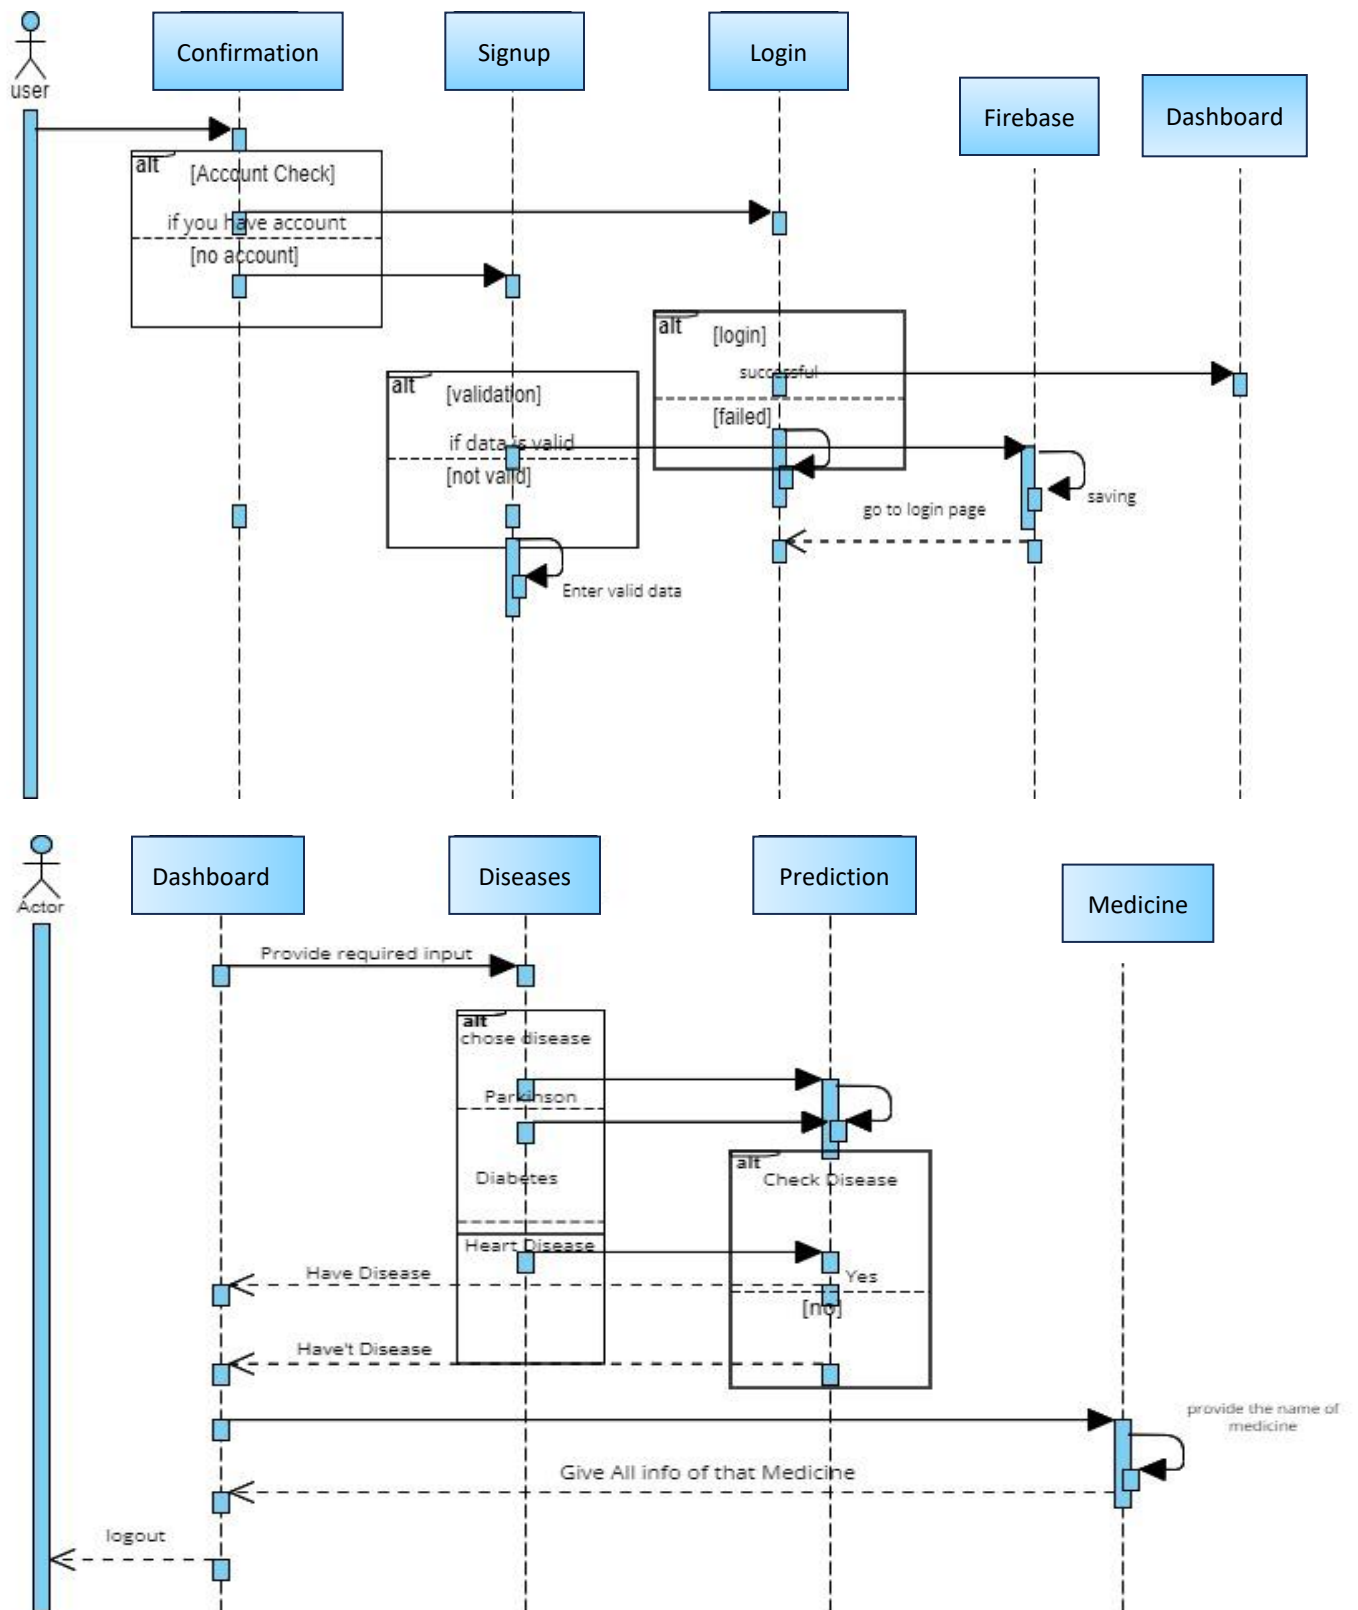 Confirmation
Signup
Login
user
Firebase
Dashboard
alt
[Account Check]
if you have account
[no account]
alt
[login]
successful
[failed]
alt
[validation]
if data is valid
[not valid]
saving
go to login page
Enter valid data
Actor
Dashboard
Diseases
Prediction
Medicine
Provide required input
alt
chose disease
Parkinson
Diabetes
Heart Disease
alt
Check Disease
Yes
[no]
Have Disease
Have't Disease
provide the name of
medicine
Give All info of that Medicine
logout